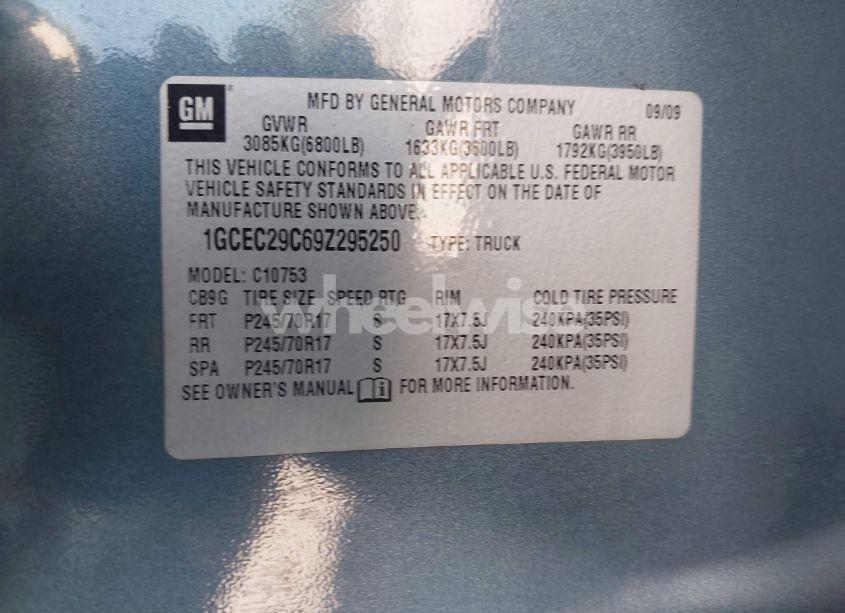 GM
MFD BY GENERAL MOTORS COMPANY 09/09
GVWR GAWR FRT GAWR RR
3085KG(6800LB) 1633KG(3600LB) 1792KG(3950LB)
THIS VEHICLE CONFORMS TO ALL APPLICABLE U.S. FEDERAL MOTOR
VEHICLE SAFETY STANDARDS IN EFFECT ON THE DATE OF
MANUFACTURE SHOWN ABOVE.
1GCEC29C69Z295250 TYPE: TRUCK
MODEL: C10753
CB9G TIRE SIZE SPEED RTG RIM COLD TIRE PRESSURE
FRT P245/70R17 S 17X7.5J 240KPA(35PSI)
RR P245/70R17 S 17X7.5J 240KPA(35PSI)
SPA P245/70R17 S 17X7.5J 240KPA(35PSI)
SEE OWNER'S MANUAL FOR MORE INFORMATION.